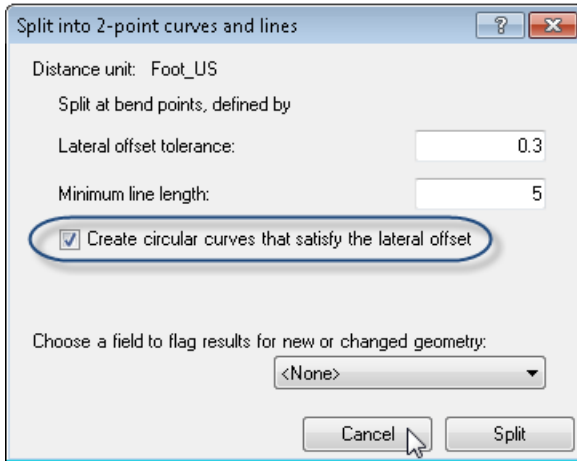 Split into 2-point curves and lines
Distance unit: Foot_US
Split at bend points, defined by
Lateral offset tolerance: 0.3
Minimum line length: 5
Create circular curves that satisfy the lateral offset
Choose a field to flag results for new or changed geometry:
<None>
Cancel Split